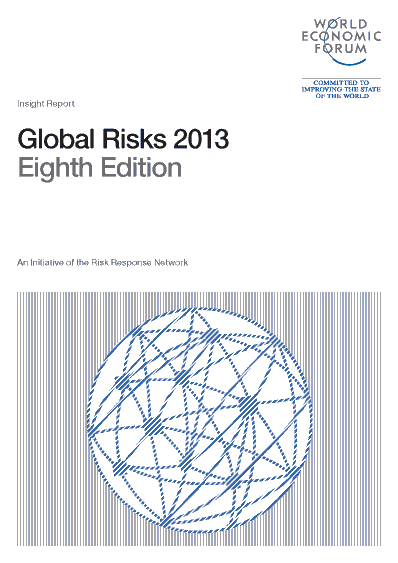 WORLD
ECONOMIC
FORUM
COMMITTED TO
IMPROVING THE STATE
OF THE WORLD
Insight Report
Global Risks 2013
Eighth Edition
An Initiative of the Risk Response Network